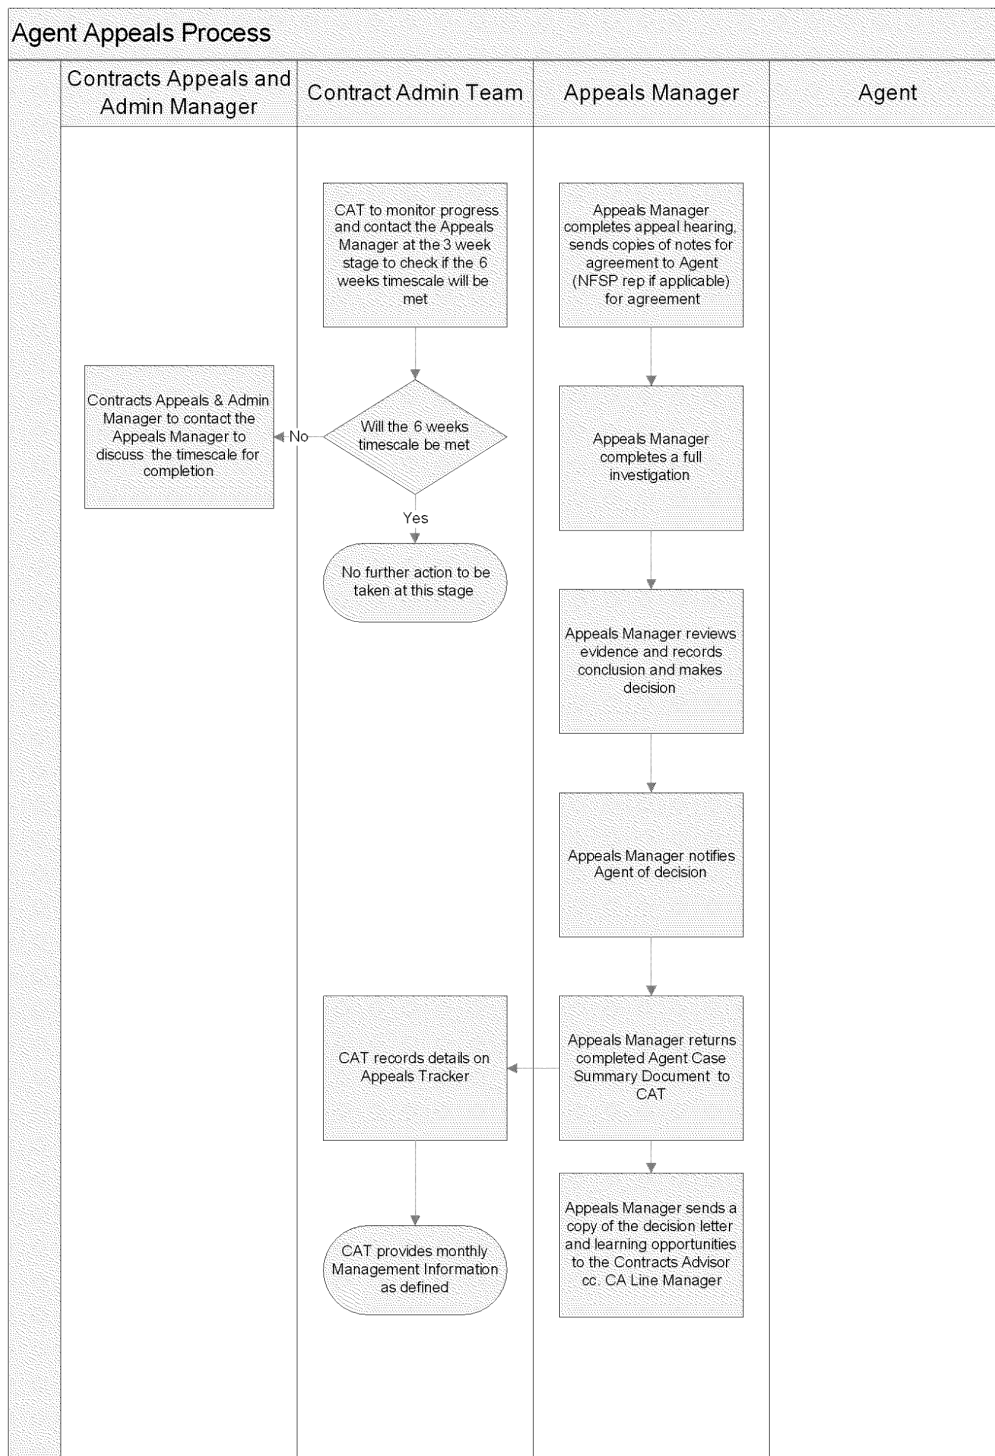 Agent Appeals Process
Contracts Appeals and
Admin Manager
Contract Admin Team
Appeals Manager
Agent
CAT to monitor progress
and contact the Appeals
Manager at the 3 week
stage to check if the 6
weeks timescale will be
met
Appeals Manager
completes appeal hearing,
sends copies of notes for
agreement to Agent
(NFSP rep if applicable)
for agreement
Contracts Appeals & Admin
Manager to contact the
Appeals Manager to
discuss the timescale for
completion
No
Will the 6 weeks
timescale be met
Appeals Manager
completes a full
investigation
Yes
No further action to be
taken at this stage
Appeals Manager reviews
evidence and records
conclusion and makes
decision
Appeals Manager notifies
Agent of decision
CAT records details on
Appeals Tracker
Appeals Manager returns
completed Agent Case
Summary Document to
CAT
CAT provides monthly
Management Information
as defined
Appeals Manager sends a
copy of the decision letter
and learning opportunities
to the Contracts Advisor
cc. CA Line Manager